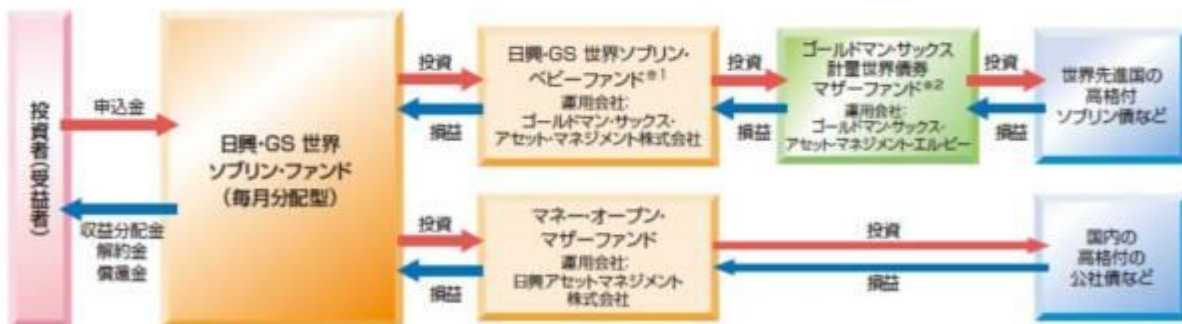 投資者(受益者)
申込金
収益分配金
解約金
償還金
日興・GS 世界
ソブリン・ファンド
(毎月分配型)
投資
損益
日興・GS 世界ソブリン・
ベビーファンド※1
運用会社:
ゴールドマン・サックス・
アセット・マネジメント株式会社
投資
損益
ゴールドマン・サックス
計量世界債券
マザーファンド※2
運用会社:
ゴールドマン・サックス・
アセット・マネジメント・エルピー
投資
損益
世界先進国の
高格付
ソブリン債など
投資
損益
マネー・オープン・
マザーファンド
運用会社:
日興アセットマネジメント
株式会社
投資
損益
国内の
高格付の
公社債など